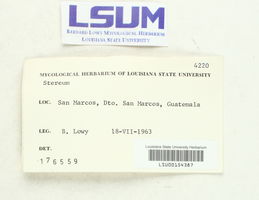 LSUM
BERNARD LOWY MYCOLOGICAL HERBARIUM
LOUISIANA STATE UNIVERSITY
4220
MYCOLOGICAL HERBARIUM OF LOUISIANA STATE UNIVERSITY
Stereum
LOC. San Marcos, Dto. San Marcos, Guatemala
LEG. B. Lowy 18-VII-1963
DET.
176559
Louisiana State University Herbarium
LSU00154387